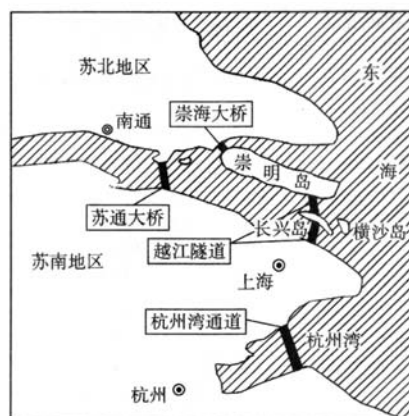 苏北地区
东
海
崇海大桥
南通
崇明岛
苏通大桥
长兴岛
横沙岛
越江隧道
苏南地区
上海
杭州湾通道
杭州湾
杭州